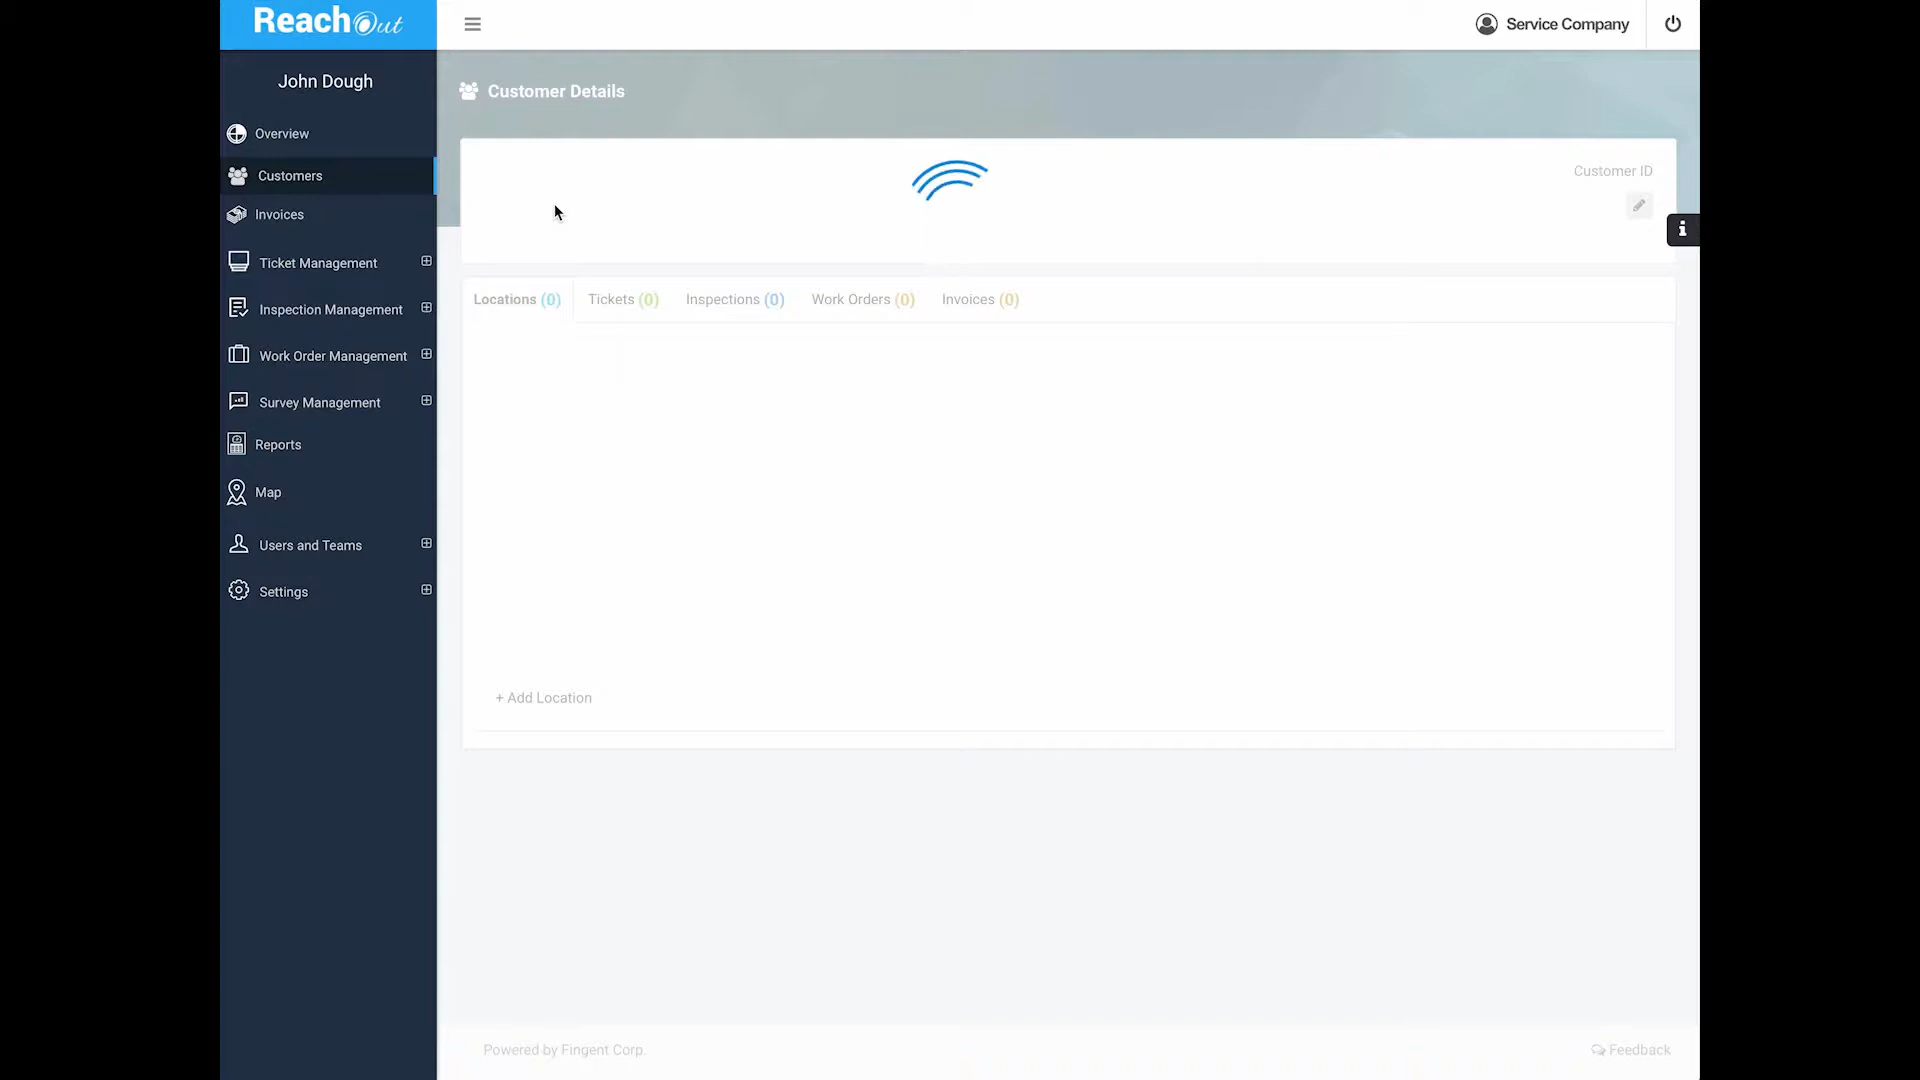 ReachOut
Service Company
John Dough
Customer Details
Overview
Customers
Invoices
Ticket Management
Inspection Management
Work Order Management
Survey Management
Reports
Map
Users and Teams
Settings
Customer ID
Locations (0)
Tickets (0)
Inspections (0)
Work Orders (0)
Invoices (0)
+ Add Location
Powered by Fingent Corp.
Feedback